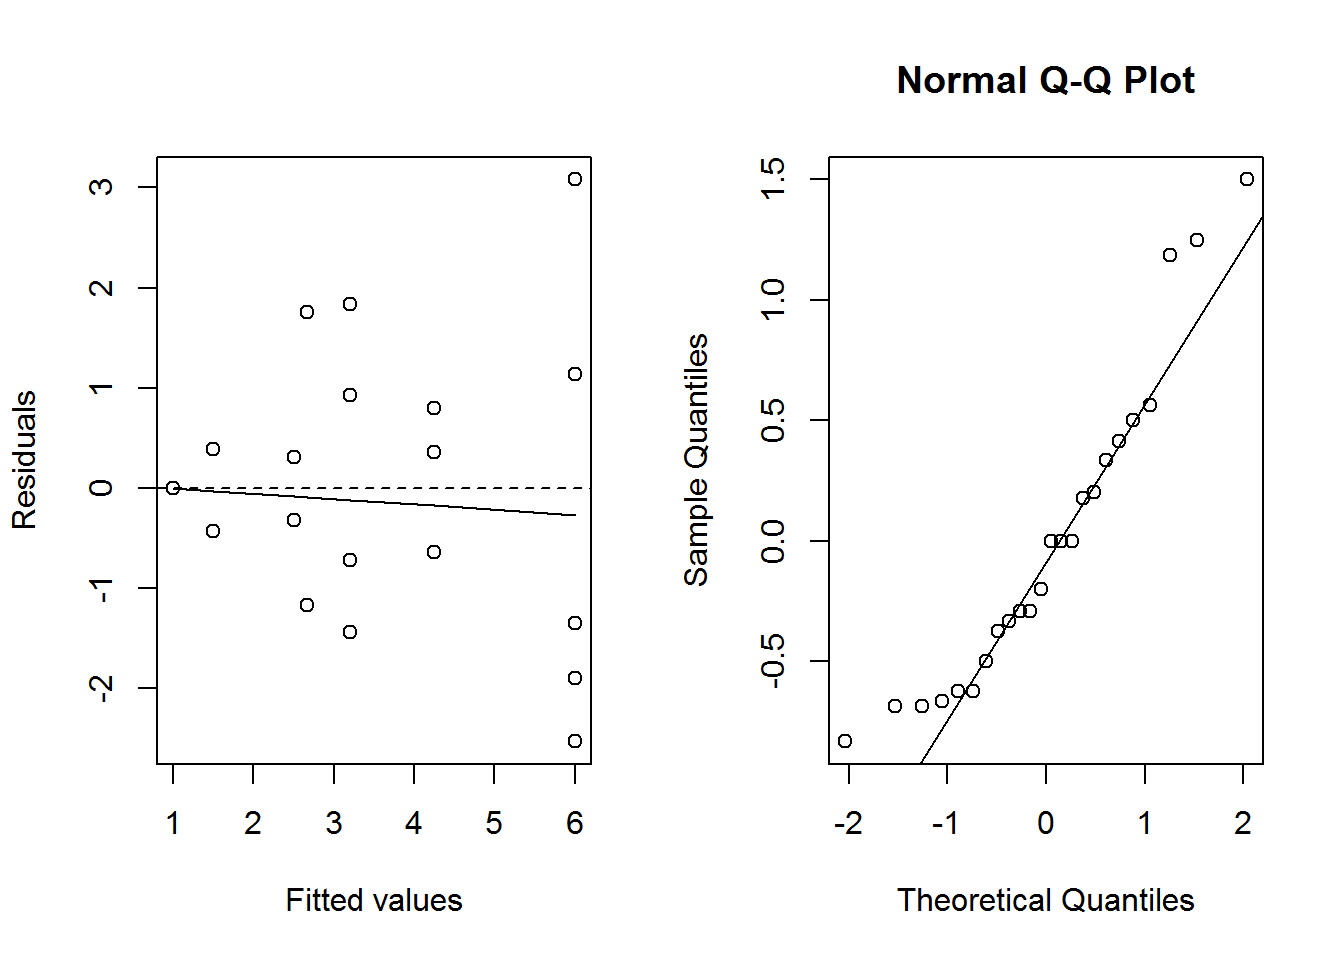 Normal Q-Q Plot
3
2
1
0
-1
-2
Residuals
1 2 3 4 5 6
Fitted values
1.5
1.0
0.5
0.0
-0.5
Sample Quantiles
-2 -1 0 1 2
Theoretical Quantiles